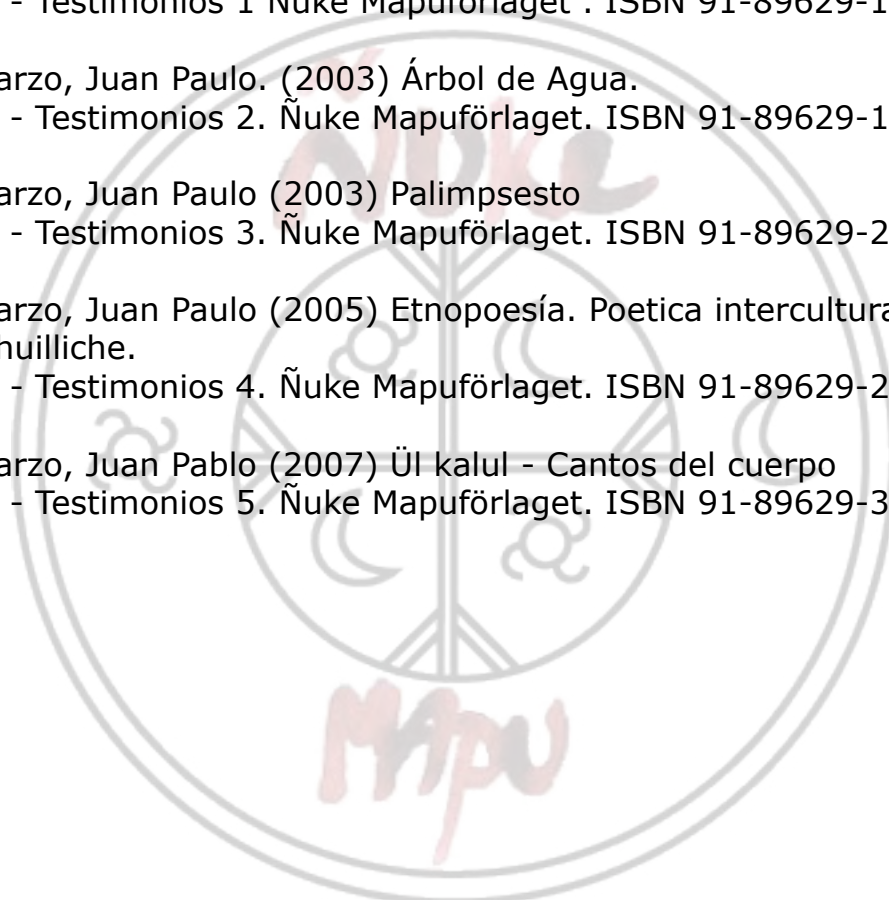 - Testimonios 1 Ñuke Mapuförlaget . ISBN 91-89629-1
arzo, Juan Paulo. (2003) Árbol de Agua.
- Testimonios 2. Ñuke Mapuförlaget. ISBN 91-89629-1
arzo, Juan Paulo (2003) Palimpsesto
- Testimonios 3. Ñuke Mapuförlaget. ISBN 91-89629-2
arzo, Juan Paulo (2005) Etnopoesía. Poetica intercultura
huilliche.
- Testimonios 4. Ñuke Mapuförlaget. ISBN 91-89629-2
arzo, Juan Pablo (2007) Ül kalul - Cantos del cuerpo
- Testimonios 5. Ñuke Mapuförlaget. ISBN 91-89629-3
Ñuke
MApu